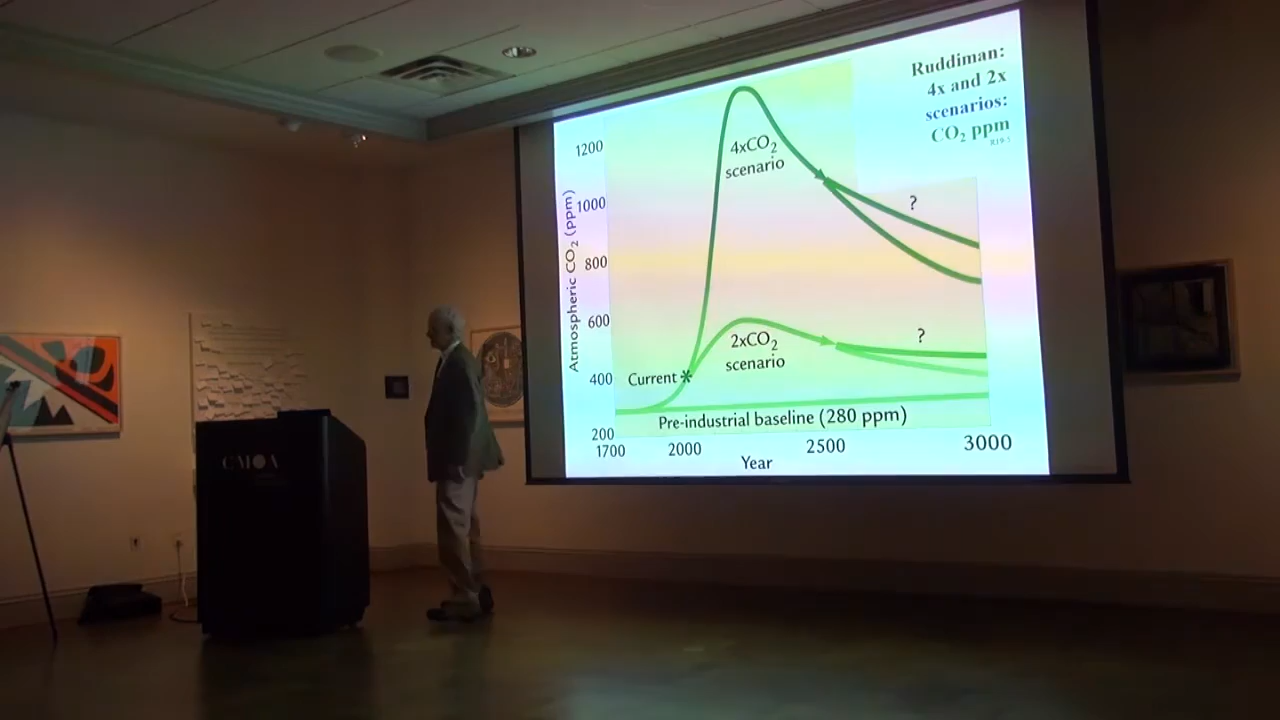 Ruddiman:
4x and 2x
scenarios:
CO₂ ppm
1200
1000
800
600
400
200
Atmospheric CO₂ (ppm)
4xCO₂
scenario
?
2xCO₂
scenario
?
Current *
Pre-industrial baseline (280 ppm)
1700 2000 2500 3000
Year
CMOA